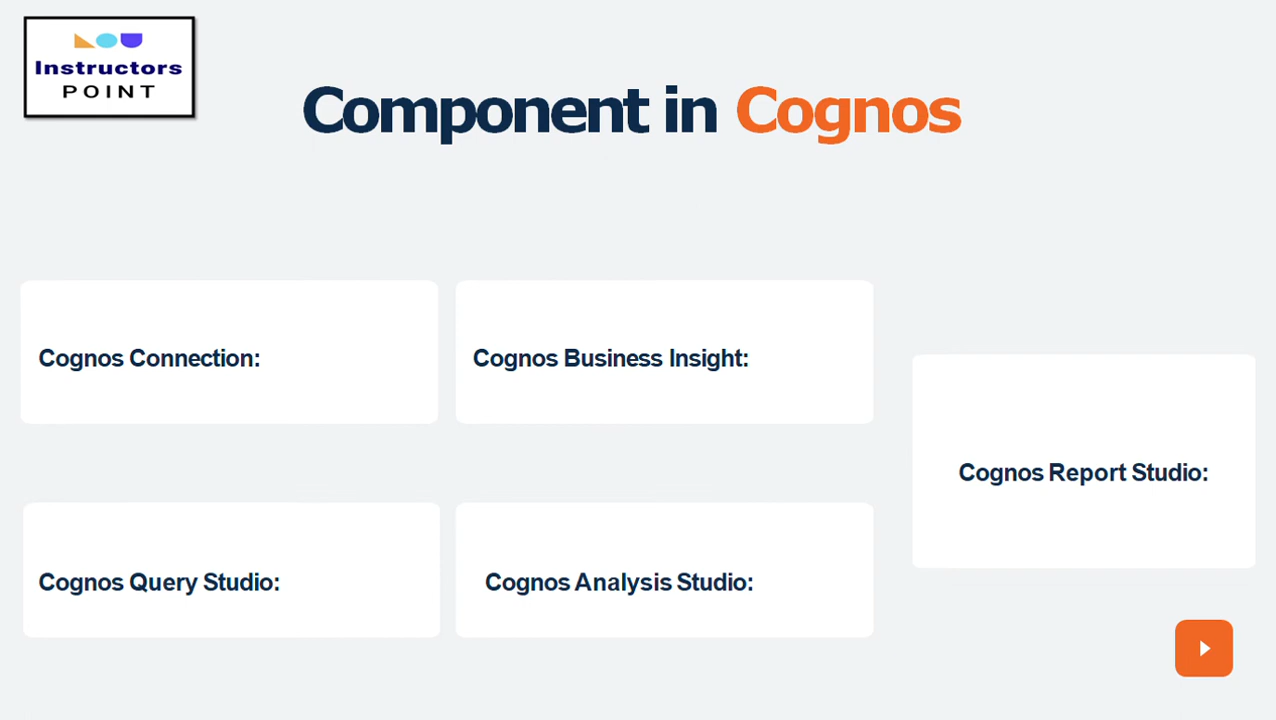 Instructors
POINT
Component in Cognos
Cognos Connection:
Cognos Business Insight:
Cognos Report Studio:
Cognos Query Studio:
Cognos Analysis Studio: